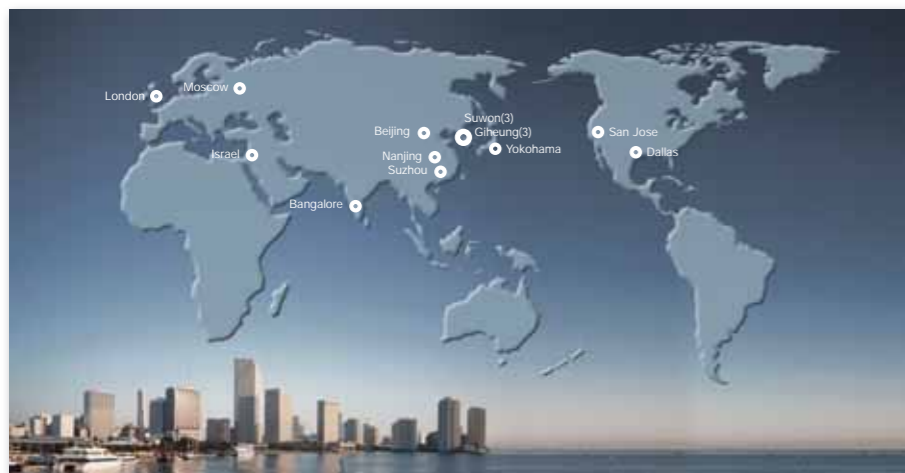 London
Moscow
Israel
Bangalore
Beijing
Nanjing
Suzhou
Suwon(3)
Giheung(3)
Yokohama
San Jose
Dallas